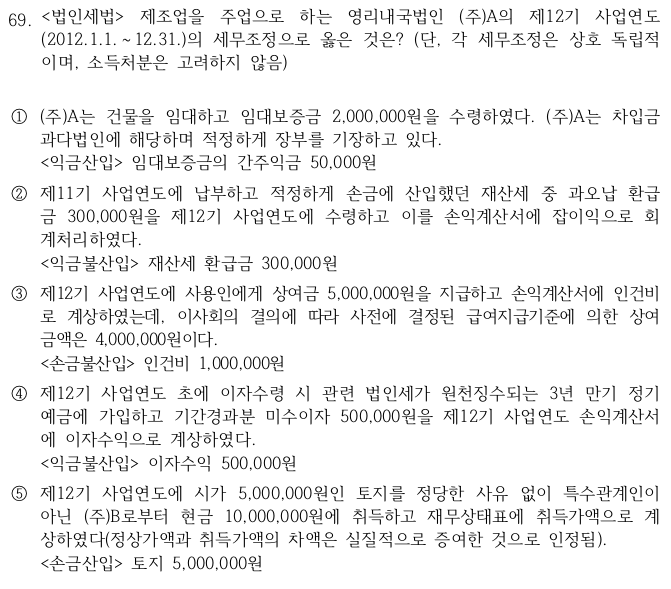 69. <법인세법> 제조업을 주업으로 하는 영리내국법인 (주)A의 제12기 사업연도
(2012.1.1. ~ 12.31.)의 세무조정으로 옳은 것은? (단, 각 세무조정은 상호 독립적
이며, 소득처분은 고려하지 않음)
① (주)A는 건물을 임대하고 임대보증금 2,000,000원을 수령하였다. (주)A는 차입금
과다법인에 해당하며 적정하게 장부를 기장하고 있다.
<익금산입> 임대보증금의 간주익금 50,000원
② 제11기 사업연도에 납부하고 적정하게 손금에 산입했던 재산세 중 과오납 환급
금 300,000원을 제12기 사업연도에 수령하고 이를 손익계산서에 잡이익으로 회
계처리하였다.
<익금불산입> 재산세 환급금 300,000원
③ 제12기 사업연도에 사용인에게 상여금 5,000,000원을 지급하고 손익계산서에 인건비
로 계상하였는데, 이사회의 결의에 따라 사전에 결정된 급여지급기준에 의한 상여
금액은 4,000,000원이다.
<손금불산입> 인건비 1,000,000원
④ 제12기 사업연도 초에 이자수령 시 관련 법인세가 원천징수되는 3년 만기 정기
예금에 가입하고 기간경과분 미수이자 500,000원을 제12기 사업연도 손익계산서
에 이자수익으로 계상하였다.
<익금불산입> 이자수익 500,000원
⑤ 제12기 사업연도에 시가 5,000,000원인 토지를 정당한 사유 없이 특수관계인이
아닌 (주)B로부터 현금 10,000,000원에 취득하고 재무상태표에 취득가액으로 계
상하였다(정상가액과 취득가액의 차액은 실질적으로 증여한 것으로 인정됨).
<손금산입> 토지 5,000,000원